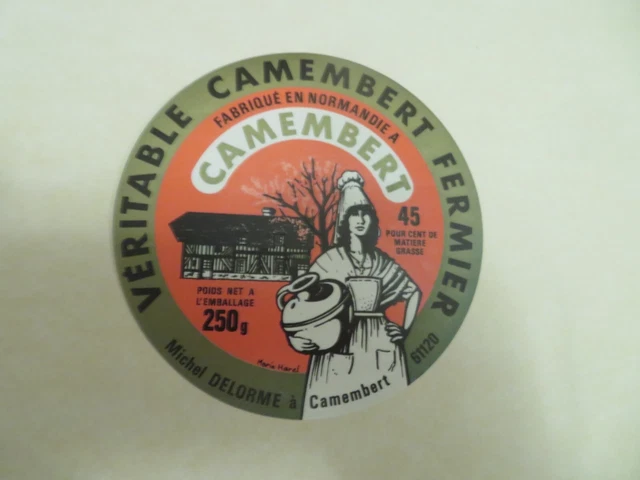 VÉRITABLE CAMEMBERT FERMIER
FABRIQUÉ EN NORMANDIE A
CAMEMBERT
45
POUR CENT DE
MATIERE
GRASSE
POIDS NET A
L'EMBALLAGE
250g
Marie Harel
Michel DELORME à Camembert 61120